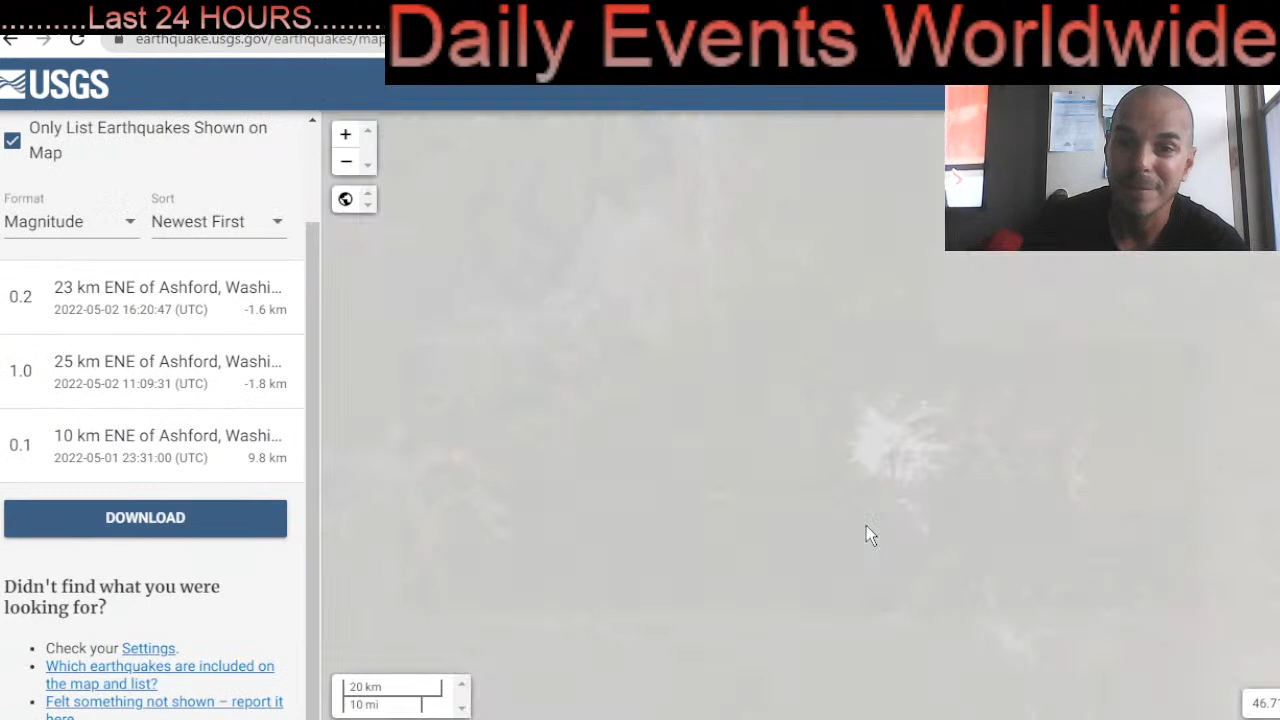 .........Last 24 HOURS........
Daily Events Worldwide
earthquake.usgs.gov/earthquakes/map
USGS
Only List Earthquakes Shown on
Map
Format
Sort
Magnitude
Newest First
0.2
23 km ENE of Ashford, Washi...
2022-05-02 16:20:47 (UTC)
-1.6 km
1.0
25 km ENE of Ashford, Washi...
2022-05-02 11:09:31 (UTC)
-1.8 km
0.1
10 km ENE of Ashford, Washi...
2022-05-01 23:31:00 (UTC)
9.8 km
DOWNLOAD
Didn't find what you were
looking for?
• Check your Settings.
• Which earthquakes are included on
the map and list?
• Felt something not shown – report it
here
+
−
20 km
10 mi
46.7